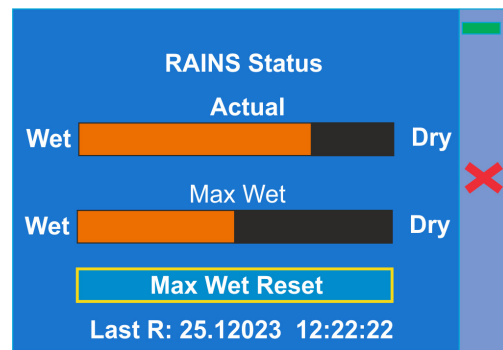 RAINS Status
Actual
Wet Dry
Max Wet
Wet Dry
Max Wet Reset
Last R: 25.12023 12:22:22